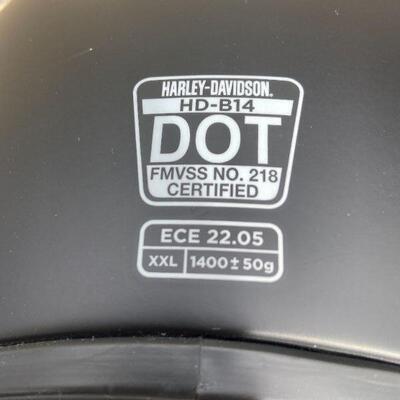 HARLEY-DAVIDSON.
HD-B14
DOT
FMVSS NO. 218
CERTIFIED
ECE 22.05
XXL 1400 ± 50g